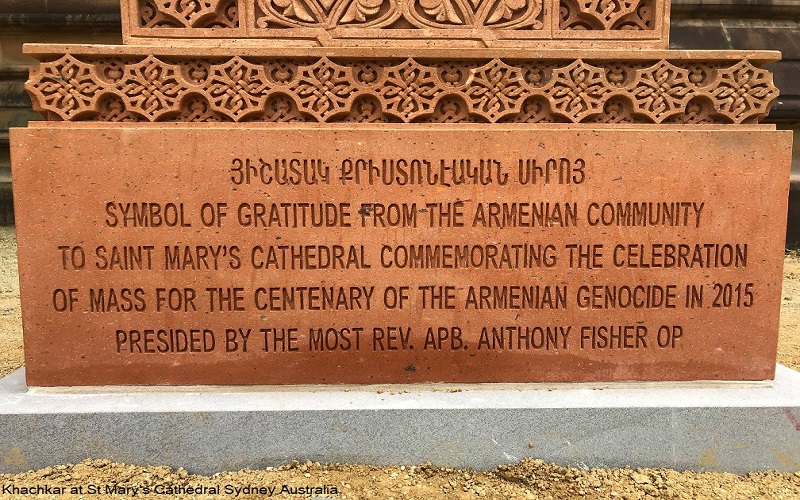 ՅԻՇԱՏԱԿ ՔՐԻՍՏՈՆԷԱԿԱՆ ՍԻՐՈՅ
SYMBOL OF GRATITUDE FROM THE ARMENIAN COMMUNITY
TO SAINT MARY'S CATHEDRAL COMMEMORATING THE CELEBRATION
OF MASS FOR THE CENTENARY OF THE ARMENIAN GENOCIDE IN 2015
PRESIDED BY THE MOST REV. APB. ANTHONY FISHER OP
Khachkar at St Mary's Cathedral Sydney Australia.